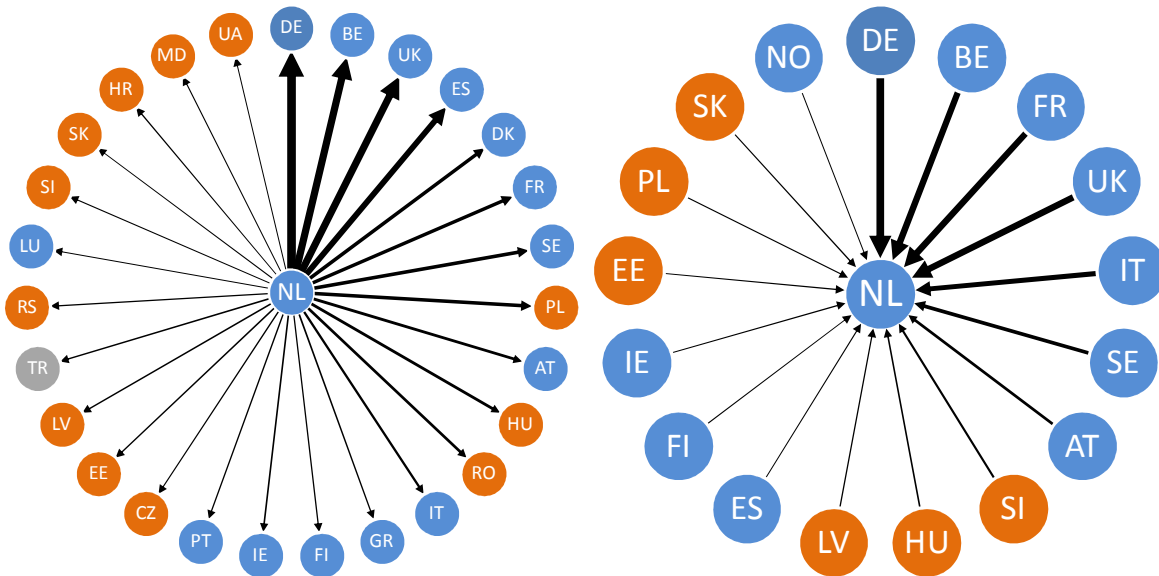 DE
BE
UK
ES
DK
FR
SE
PL
AT
HU
RO
IT
GR
FI
IE
PT
CZ
EE
LV
TR
RS
LU
SI
SK
HR
MD
UA
NL
DE
BE
FR
UK
IT
SE
AT
SI
HU
LV
ES
FI
IE
EE
PL
SK
NO
NL